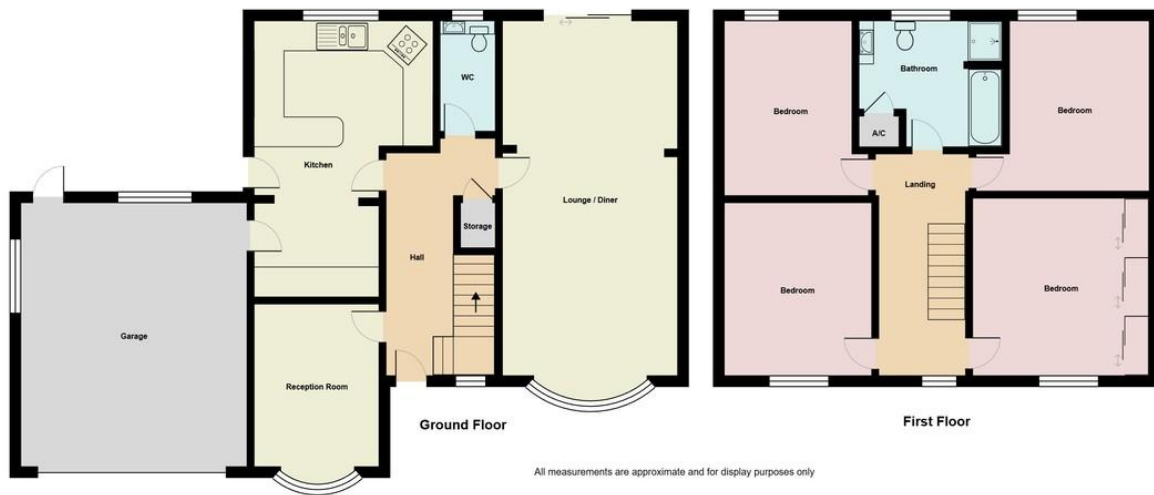 WC
Kitchen
Lounge / Diner
Storage
Hall
Garage
Reception Room
Ground Floor
Bedroom
Bathroom
Bedroom
A/C
Landing
Bedroom
Bedroom
First Floor
All measurements are approximate and for display purposes only